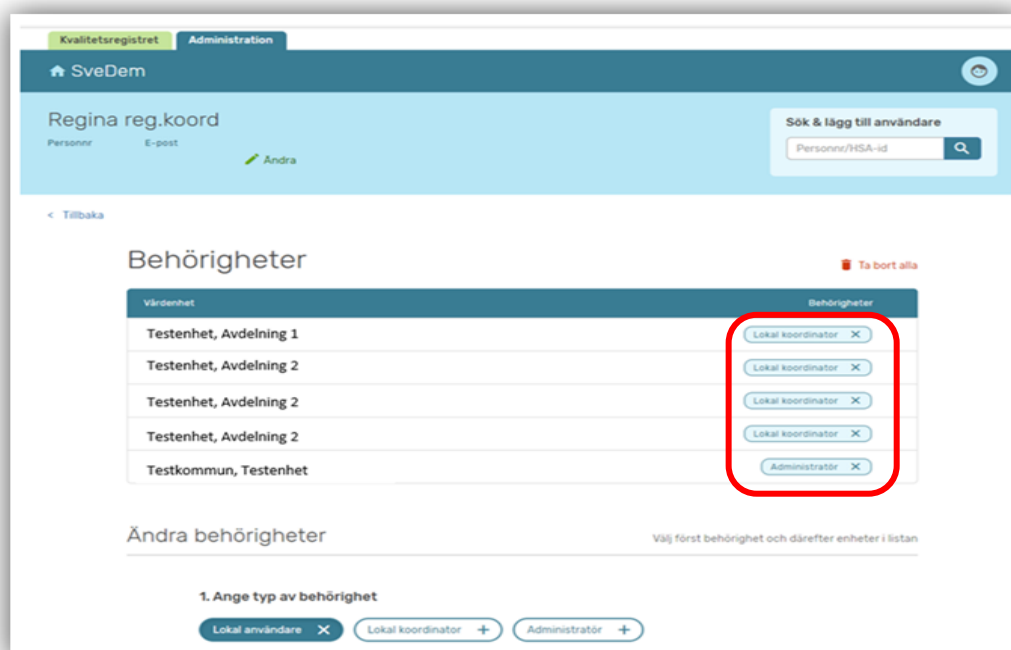 Kvalitetsregistret Administration
SveDem
Regina reg.koord
Sök & lägg till användare
Personnr E-post
Personnr/HSA-id
Ändra
< Tillbaka
Behörigheter
Ta bort alla
Vårdenhet Behörigheter
Testenhet, Avdelning 1 Lokal koordinator X
Testenhet, Avdelning 2 Lokal koordinator X
Testenhet, Avdelning 2 Lokal koordinator X
Testenhet, Avdelning 2 Lokal koordinator X
Testkommun, Testenhet Administratör X
Ändra behörigheter Välj först behörighet och därefter enheter i listan
1. Ange typ av behörighet
Lokal användare X Lokal koordinator + Administratör +